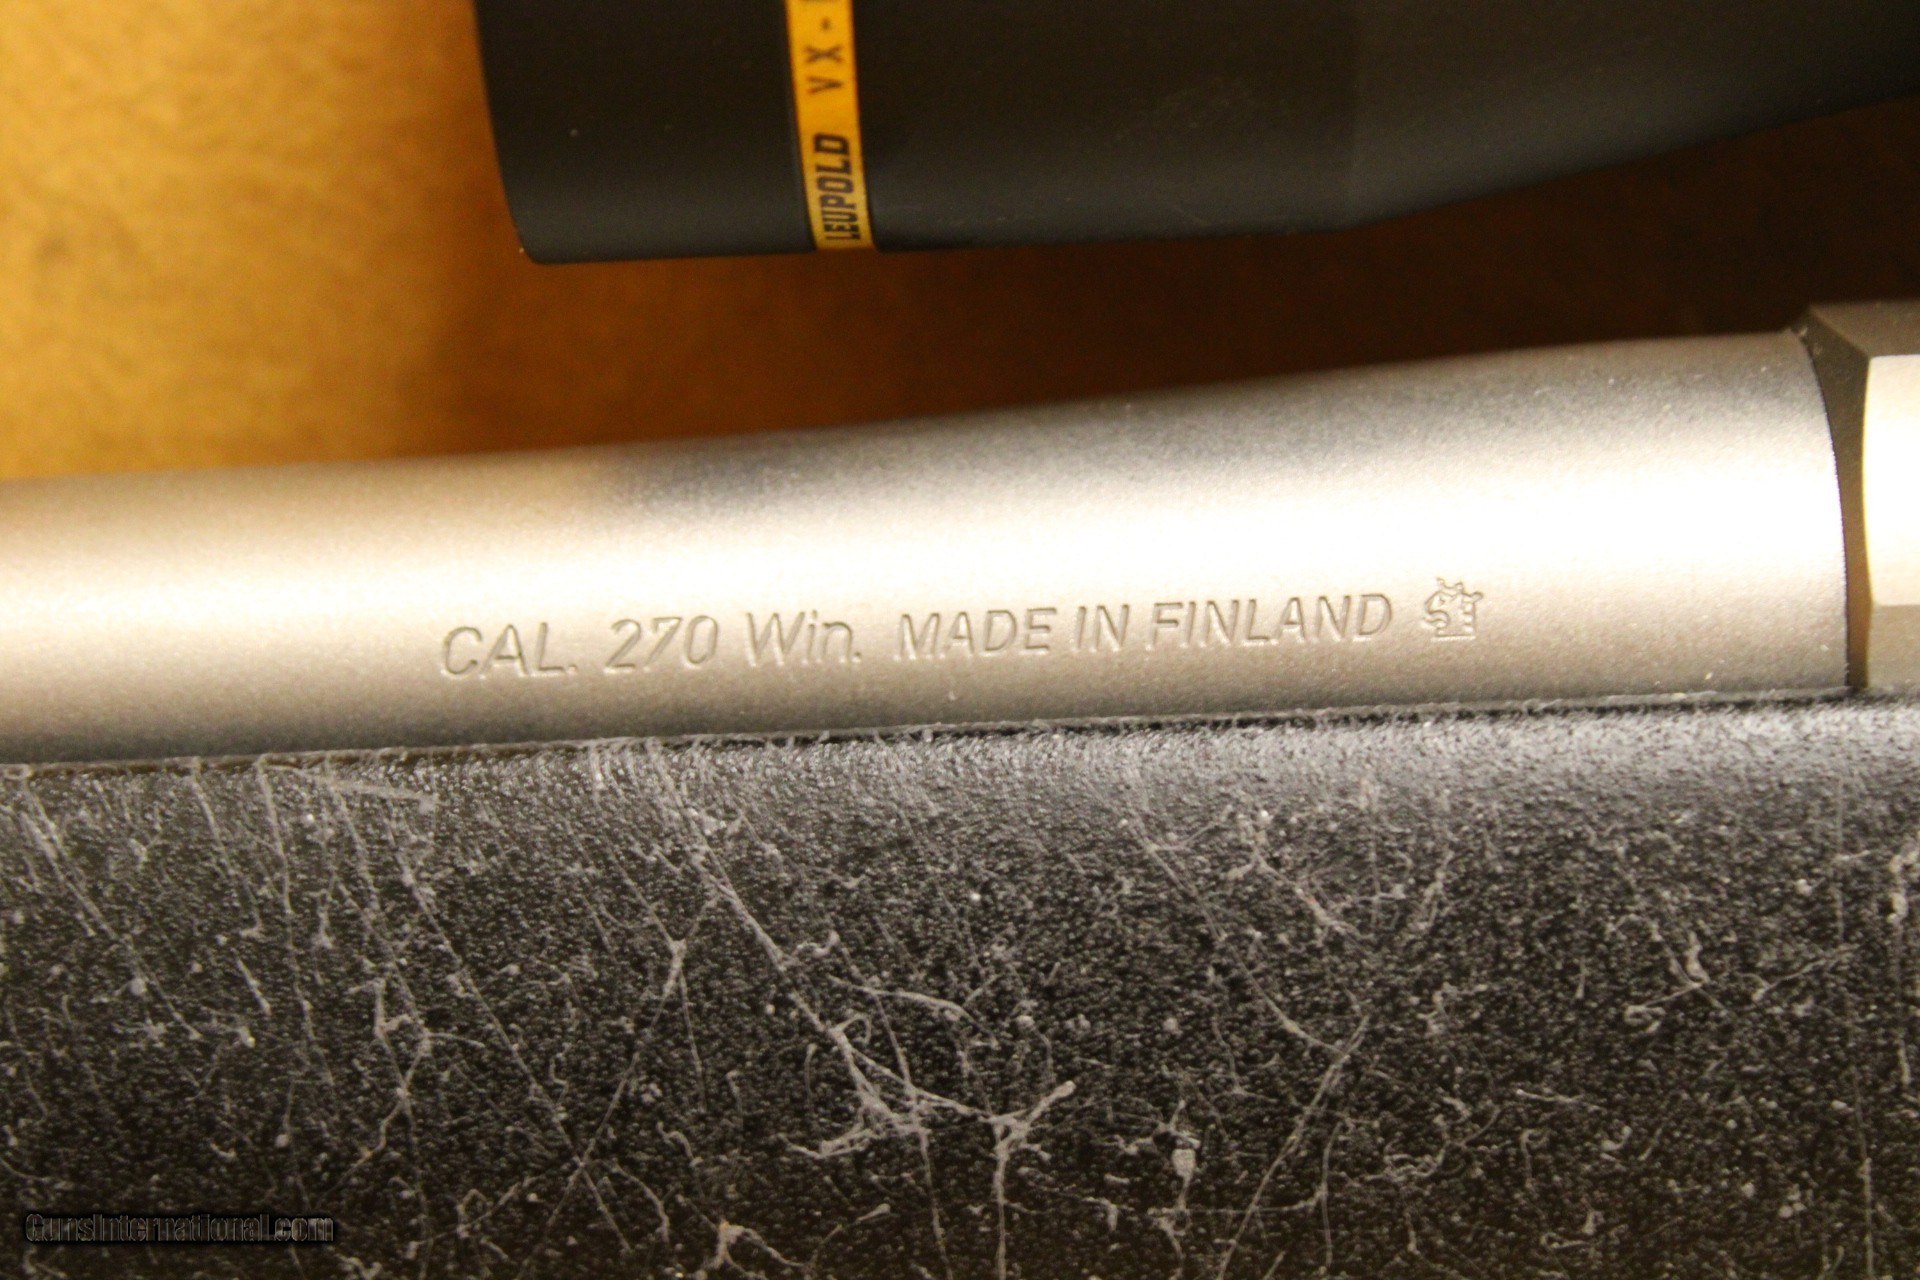 LEUPOLD VX-
CAL. 270 Win. MADE IN FINLAND
GunsInternational.com